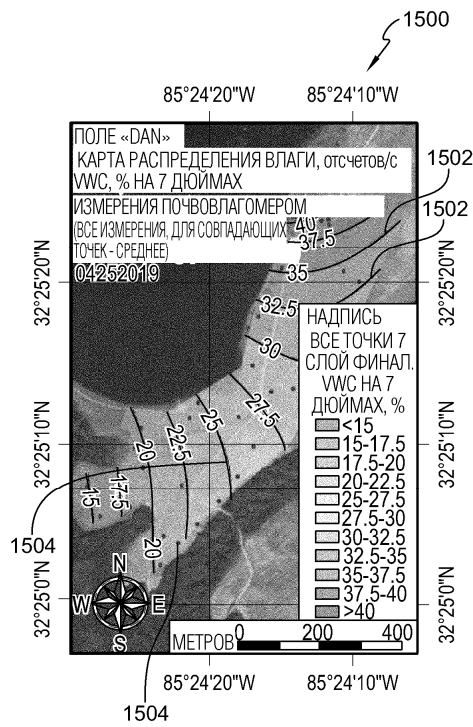 1500
85°24'20"W 85°24'10"W
ПОЛЕ «DAN»
КАРТА РАСПРЕДЕЛЕНИЯ ВЛАГИ, отсчетов/с
VWC, % НА 7 ДЮЙМАХ
1502
ИЗМЕРЕНИЯ ПОЧВОВЛАГОМЕРОМ
(ВСЕ ИЗМЕРЕНИЯ, ДЛЯ СОВПАДАЮЩИХ
ТОЧЕК - СРЕДНЕЕ)
04252019
40
37.5
1502
35
32°25'20"N 32°25'20"N
32.5
30
НАДПИСЬ
ВСЕ ТОЧКИ 7
СЛОЙ ФИНАЛ.
VWC НА 7
ДЮЙМАХ, %
<15
15-17.5
17.5-20
20-22.5
25-27.5
27.5-30
30-32.5
32.5-35
35-37.5
37.5-40
>40
27.5
25
22.5
20
32°25'10"N 32°25'10"N
17.5
15
20
1504
N
W E
S
32°25'0"N 32°25'0"N
МЕТРОВ 0 200 400
85°24'20"W 85°24'10"W
1504